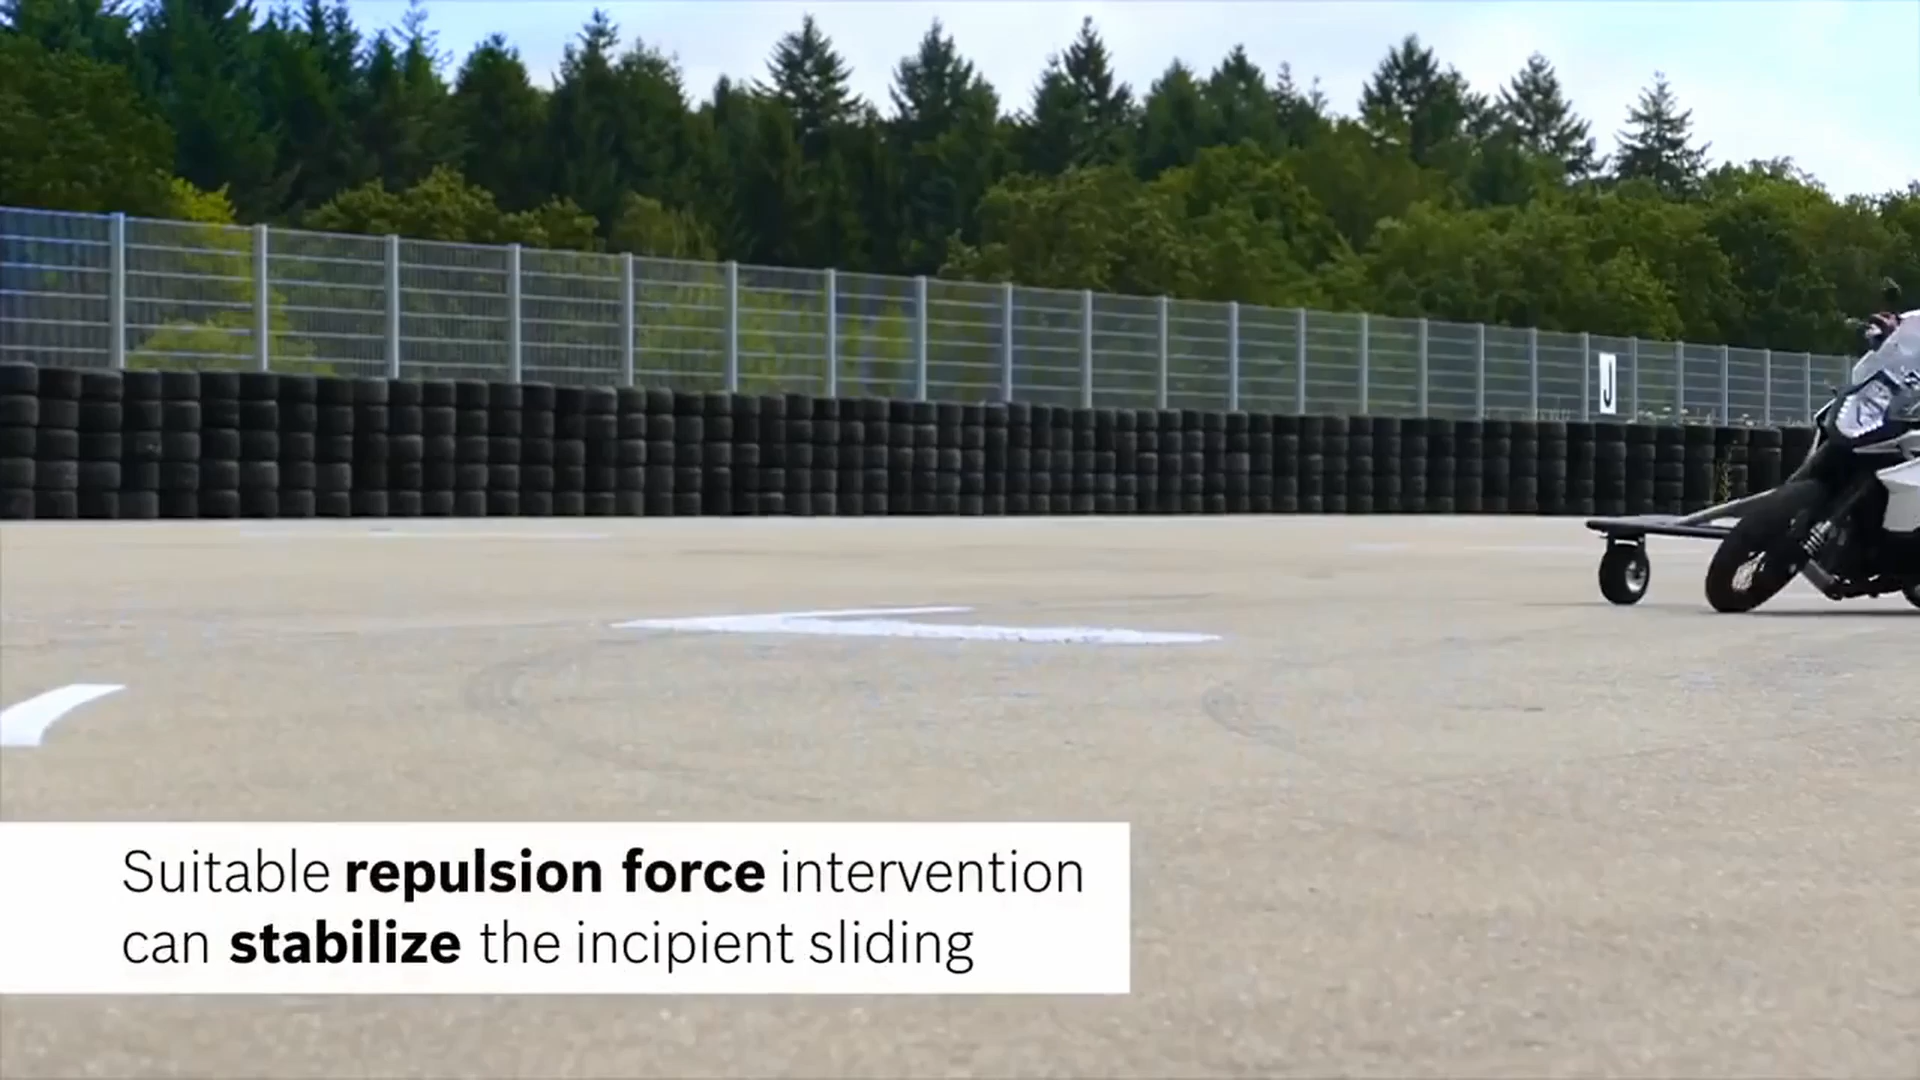 J
Suitable repulsion force intervention
can stabilize the incipient sliding